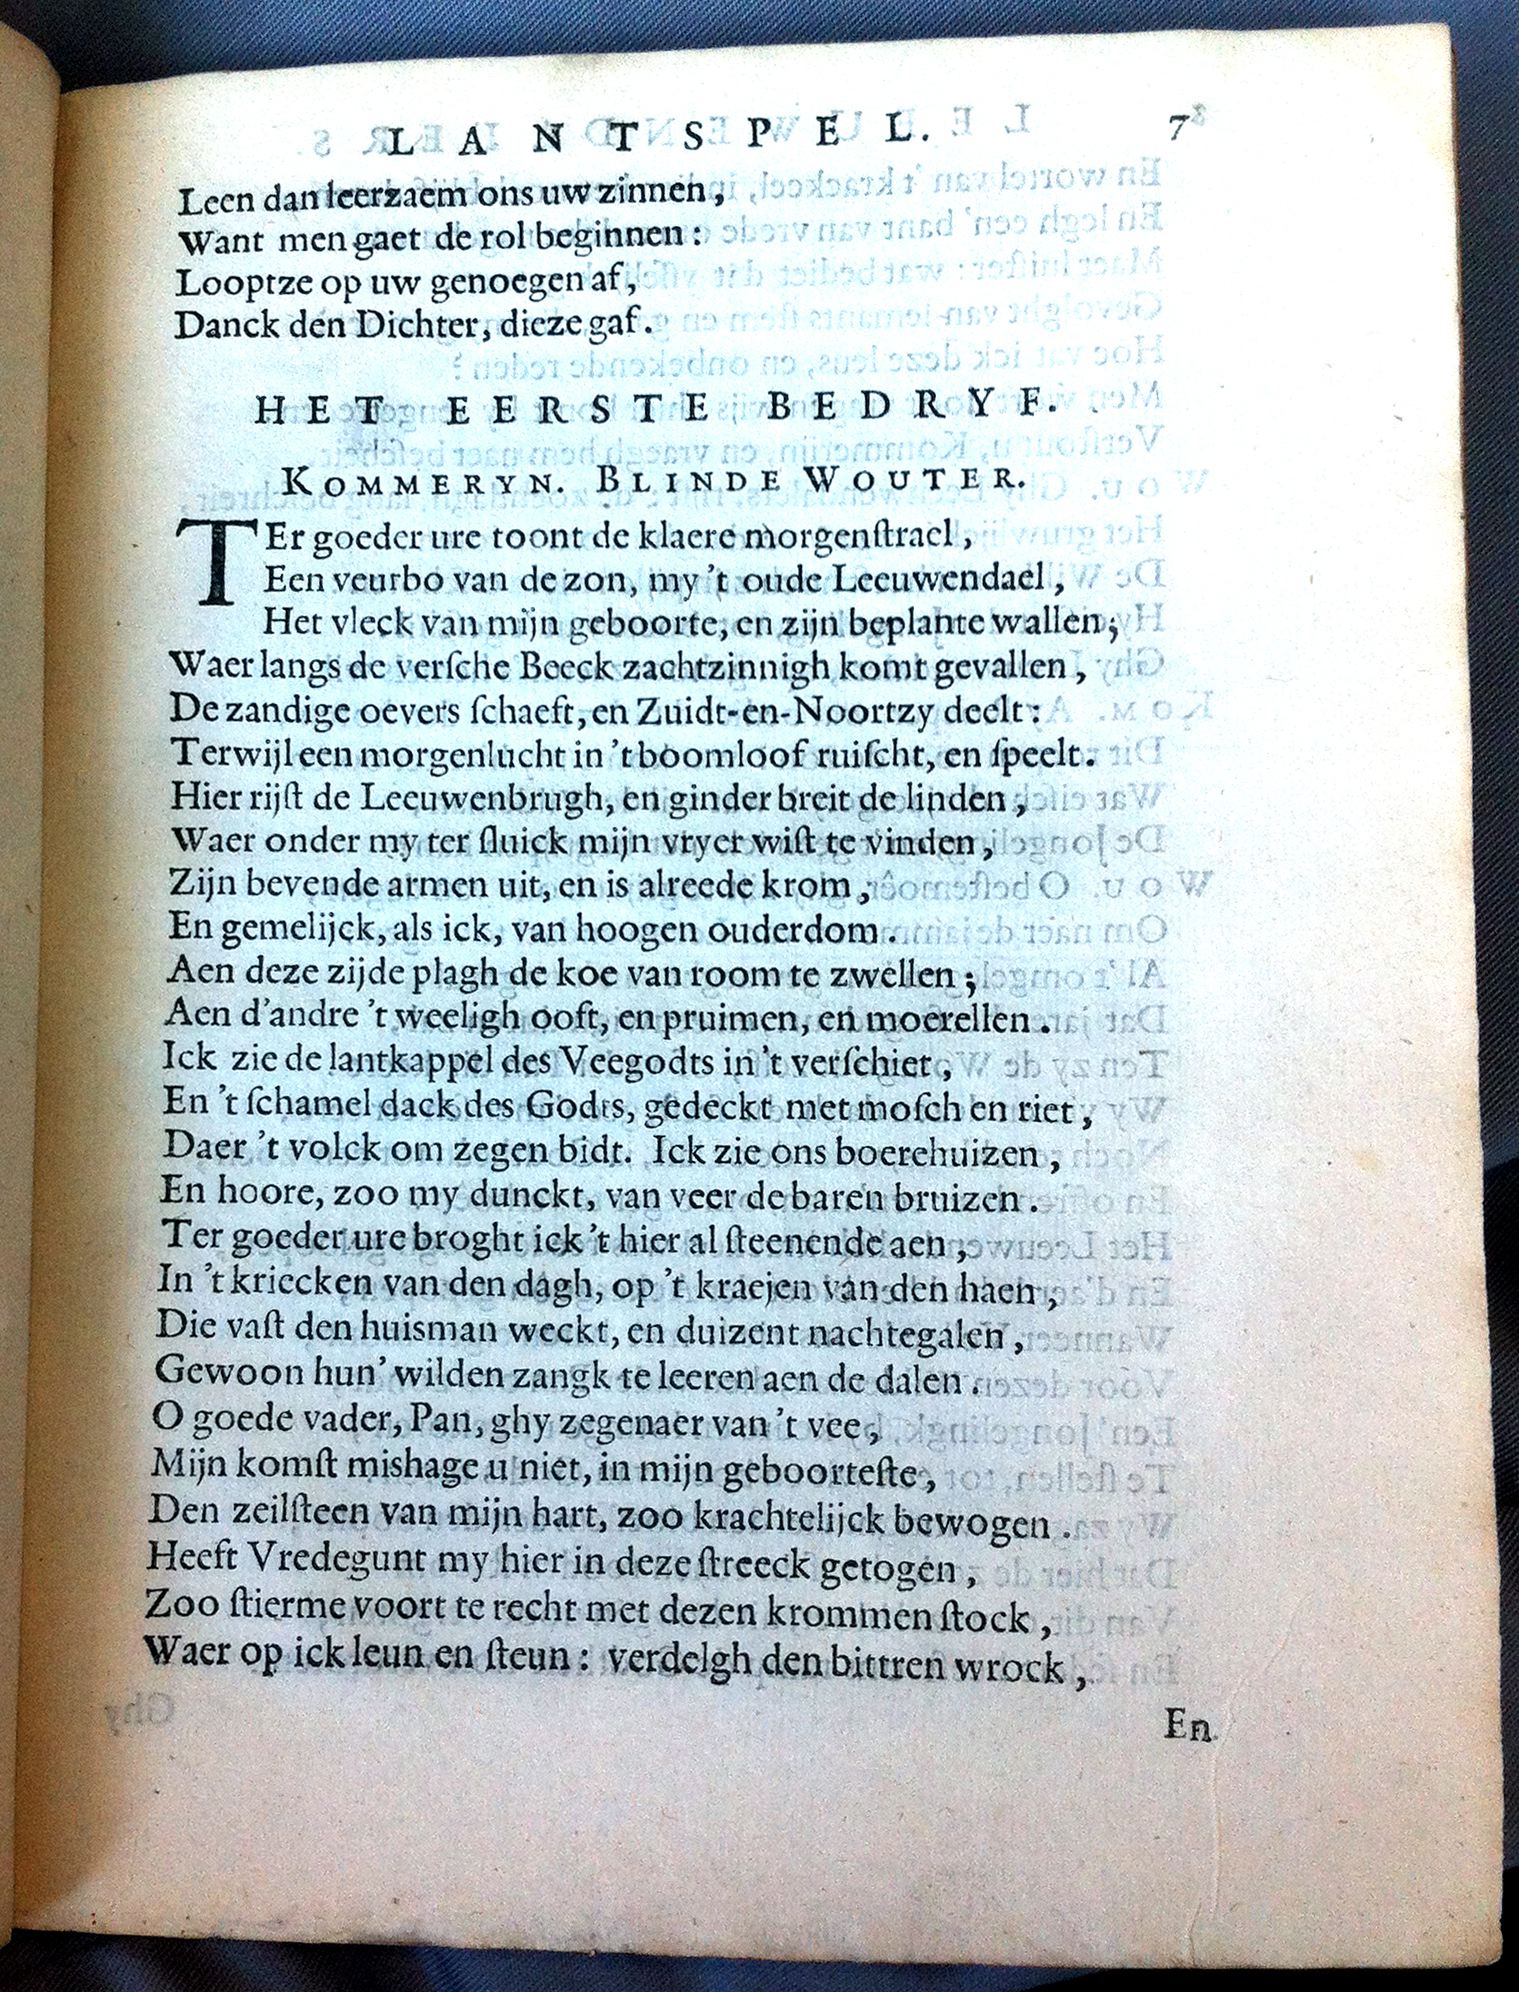 LANTSPEL. 7
Leen dan leerzaem ons uw zinnen,
Want men gaet de rol beginnen:
Looptze op uw genoegen af,
Danck den Dichter, dieze gaf.
HET EERSTE BEDRYF.
KOMMERYN. BLINDE WOUTER.
TEr goeder ure toont de klaere morgenſtrael,
Een veurbo van de zon, my 't oude Leeuwendael,
Het vleck van mijn geboorte, en zijn beplante wallen;
Waer langs de verſche Beeck zachtzinnigh komt gevallen,
De zandige oevers ſchaeft, en Zuidt-en-Noortzy deelt:
Terwijl een morgenlucht in 't boomloof ruiſcht, en ſpeelt.
Hier rijſt de Leeuwenbrugh, en ginder breit de linden,
Waer onder my ter ſluick mijn vryer wiſt te vinden,
Zijn bevende armen uit, en is alreede krom,
En gemelijck, als ick, van hoogen ouderdom.
Aen deze zijde plagh de koe van room te zwellen;
Aen d'andre 't weeligh ooft, en pruimen, en moerellen.
Ick zie de lantkappel des Veegodts in 't verſchiet,
En 't ſchamel dack des Godts, gedeckt met moſch en riet,
Daer 't volck om zegen bidt. Ick zie ons boerehuizen,
En hoore, zoo my dunckt, van veer de baren bruizen.
Ter goeder ure broght ick 't hier al ſteenende aen,
In 't kriecken van den dagh, op 't kraejen van den haen,
Die vaſt den huisman weckt, en duizent nachtegalen,
Gewoon hun' wilden zangk te leeren aen de dalen.
O goede vader, Pan, ghy zegenaer van 't vee,
Mijn komſt mishage u niet, in mijn geboorteſte,
Den zeilſteen van mijn hart, zoo krachtelijck bewogen.
Heeft Vredegunt my hier in deze ſtreeck getogen,
Zoo ſtierme voort te recht met dezen krommen ſtock,
Waer op ick leun en ſteun: verdelgh den bittren wrock,
En